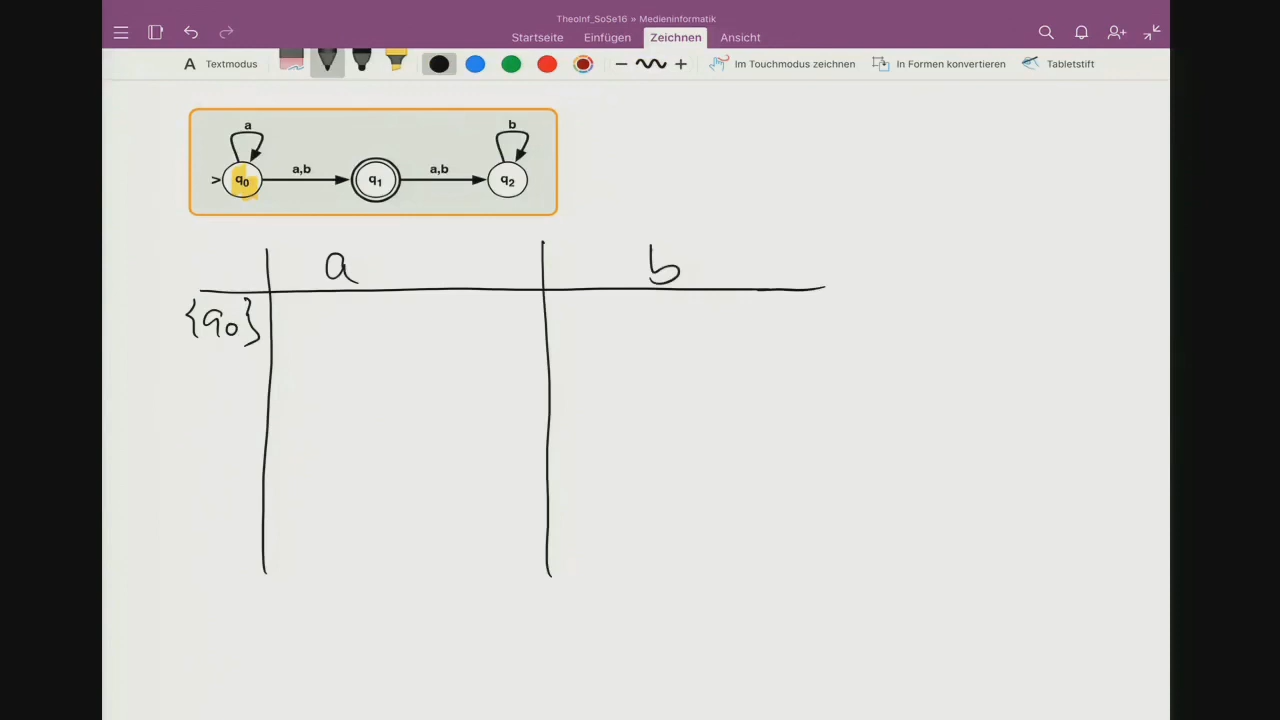 TheoInf_SoSe16 » Medieninformatik
Startseite Einfügen Zeichnen Ansicht
A Textmodus Im Touchmodus zeichnen In Formen konvertieren Tabletstift
a b
> q0 a,b q1 a,b q2
a b
{q0}